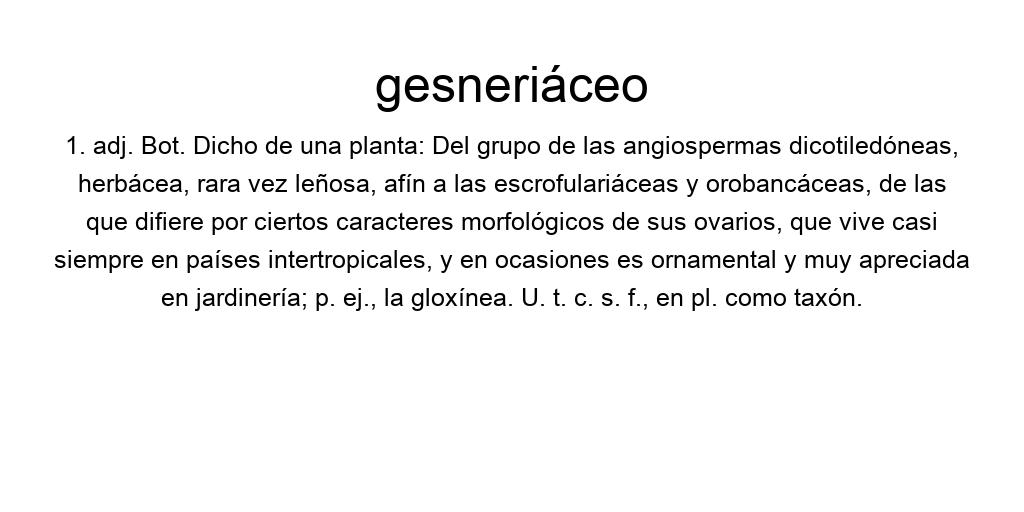 gesneriáceo
1. adj. Bot. Dicho de una planta: Del grupo de las angiospermas dicotiledóneas,
herbácea, rara vez leñosa, afín a las escrofulariáceas y orobancáceas, de las
que difiere por ciertos caracteres morfológicos de sus ovarios, que vive casi
siempre en países intertropicales, y en ocasiones es ornamental y muy apreciada
en jardinería; p. ej., la gloxínea. U. t. c. s. f., en pl. como taxón.